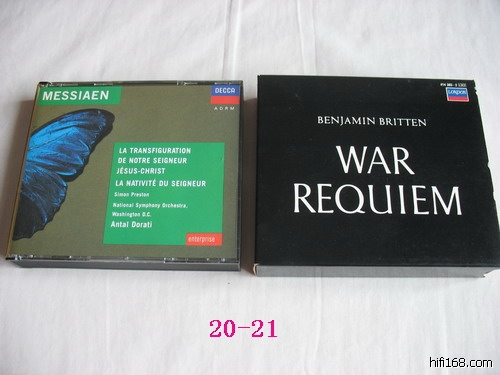 MESSIAEN
DECCA
LA TRANSFIGURATION
DE NOTRE SEIGNEUR
JÉSUS-CHRIST
LA NATIVITÉ DU SEIGNEUR
Simon Preston
National Symphony Orchestra,
Washington D.C.
Antal Dorati
enterprise
LONDON
BENJAMIN BRITTEN
WAR
REQUIEM
20-21
hifi168.com